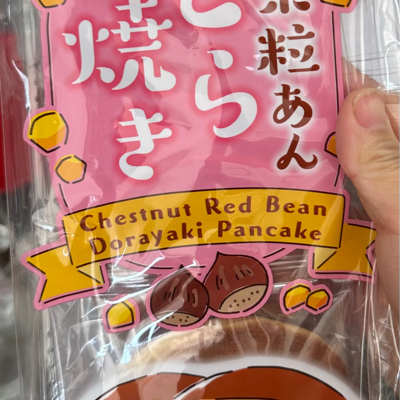 粒あん
ら
焼き
Chestnut Red Bean
Dorayaki Pancake